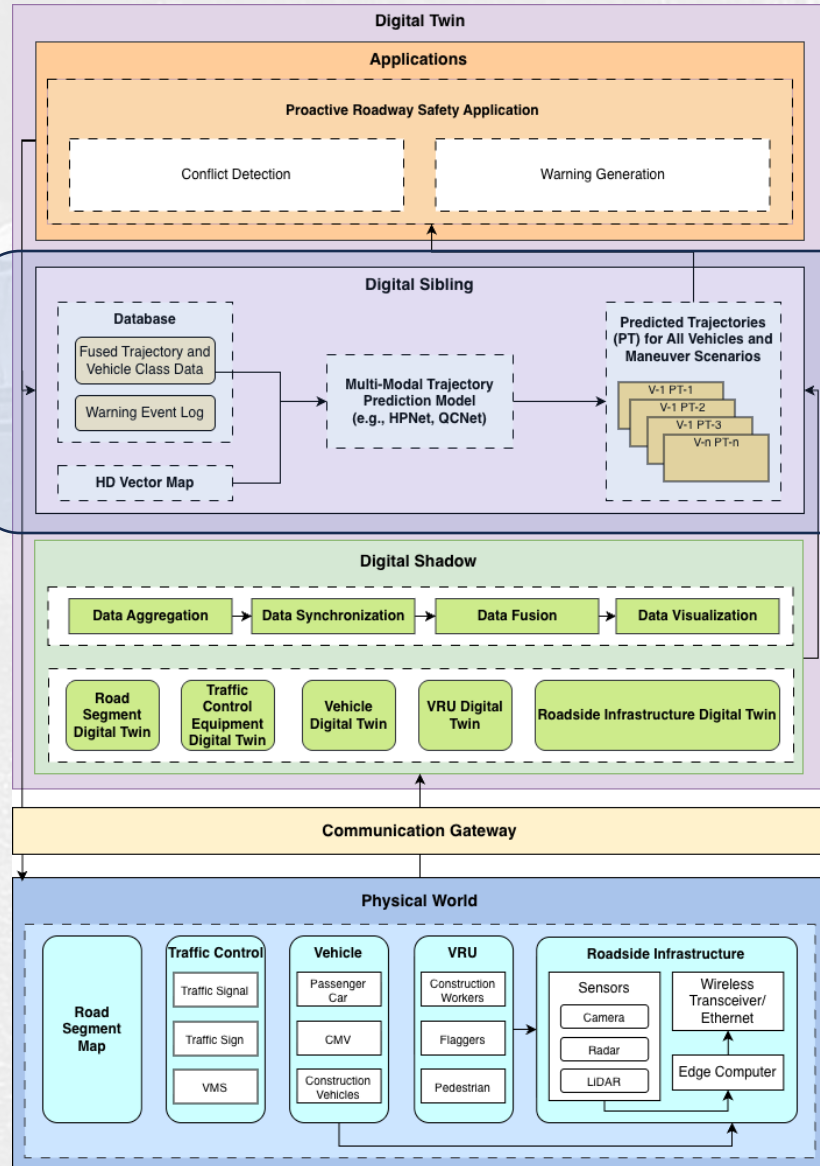 Digital Twin
Applications
Proactive Roadway Safety Application
Conflict Detection
Warning Generation
Digital Sibling
Database
Fused Trajectory and
Vehicle Class Data
Warning Event Log
HD Vector Map
Multi-Modal Trajectory
Prediction Model
(e.g., HPNet, QCNet)
Predicted Trajectories
(PT) for All Vehicles and
Maneuver Scenarios
V-1 PT-1
V-1 PT-2
V-1 PT-3
V-n PT-n
Digital Shadow
Data Aggregation
Data Synchronization
Data Fusion
Data Visualization
Road
Segment
Digital Twin
Traffic
Control
Equipment
Digital Twin
Vehicle
Digital Twin
VRU Digital
Twin
Roadside Infrastructure Digital Twin
Communication Gateway
Physical World
Road
Segment
Map
Traffic Control
Traffic Signal
Traffic Sign
VMS
Vehicle
Passenger
Car
CMV
Construction
Vehicles
VRU
Construction
Workers
Flaggers
Pedestrian
Roadside Infrastructure
Sensors
Camera
Radar
LiDAR
Wireless
Transceiver/
Ethernet
Edge Computer